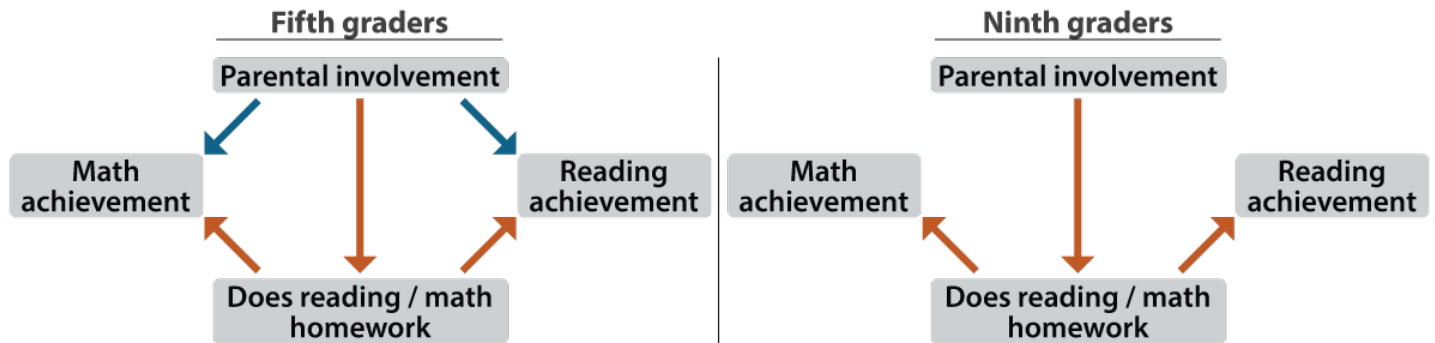 Fifth graders
Parental involvement
Math
achievement
Reading
achievement
Does reading / math
homework
Ninth graders
Parental involvement
Math
achievement
Reading
achievement
Does reading / math
homework